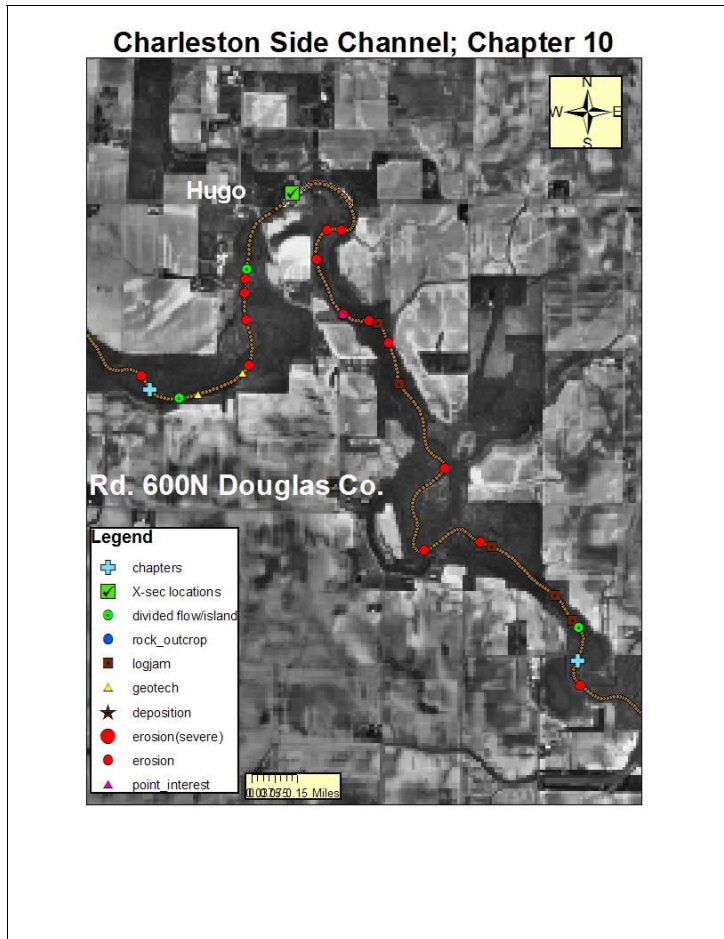 Charleston Side Channel; Chapter 10
N
W E
S
Hugo
Rd. 600N Douglas Co.
Legend
chapters
X-sec locations
divided flow/island
rock_outcrop
logjam
geotech
deposition
erosion(severe)
erosion
point_interest
0.15 Miles